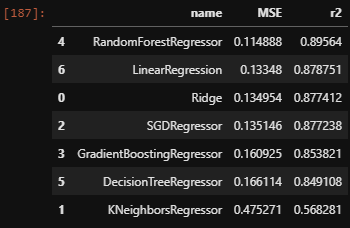 [187]: name MSE r2
4 RandomForestRegressor 0.114888 0.89564
6 LinearRegression 0.13348 0.878751
0 Ridge 0.134954 0.877412
2 SGDRegressor 0.135146 0.877238
3 GradientBoostingRegressor 0.160925 0.853821
5 DecisionTreeRegressor 0.166114 0.849108
1 KNeighborsRegressor 0.475271 0.568281